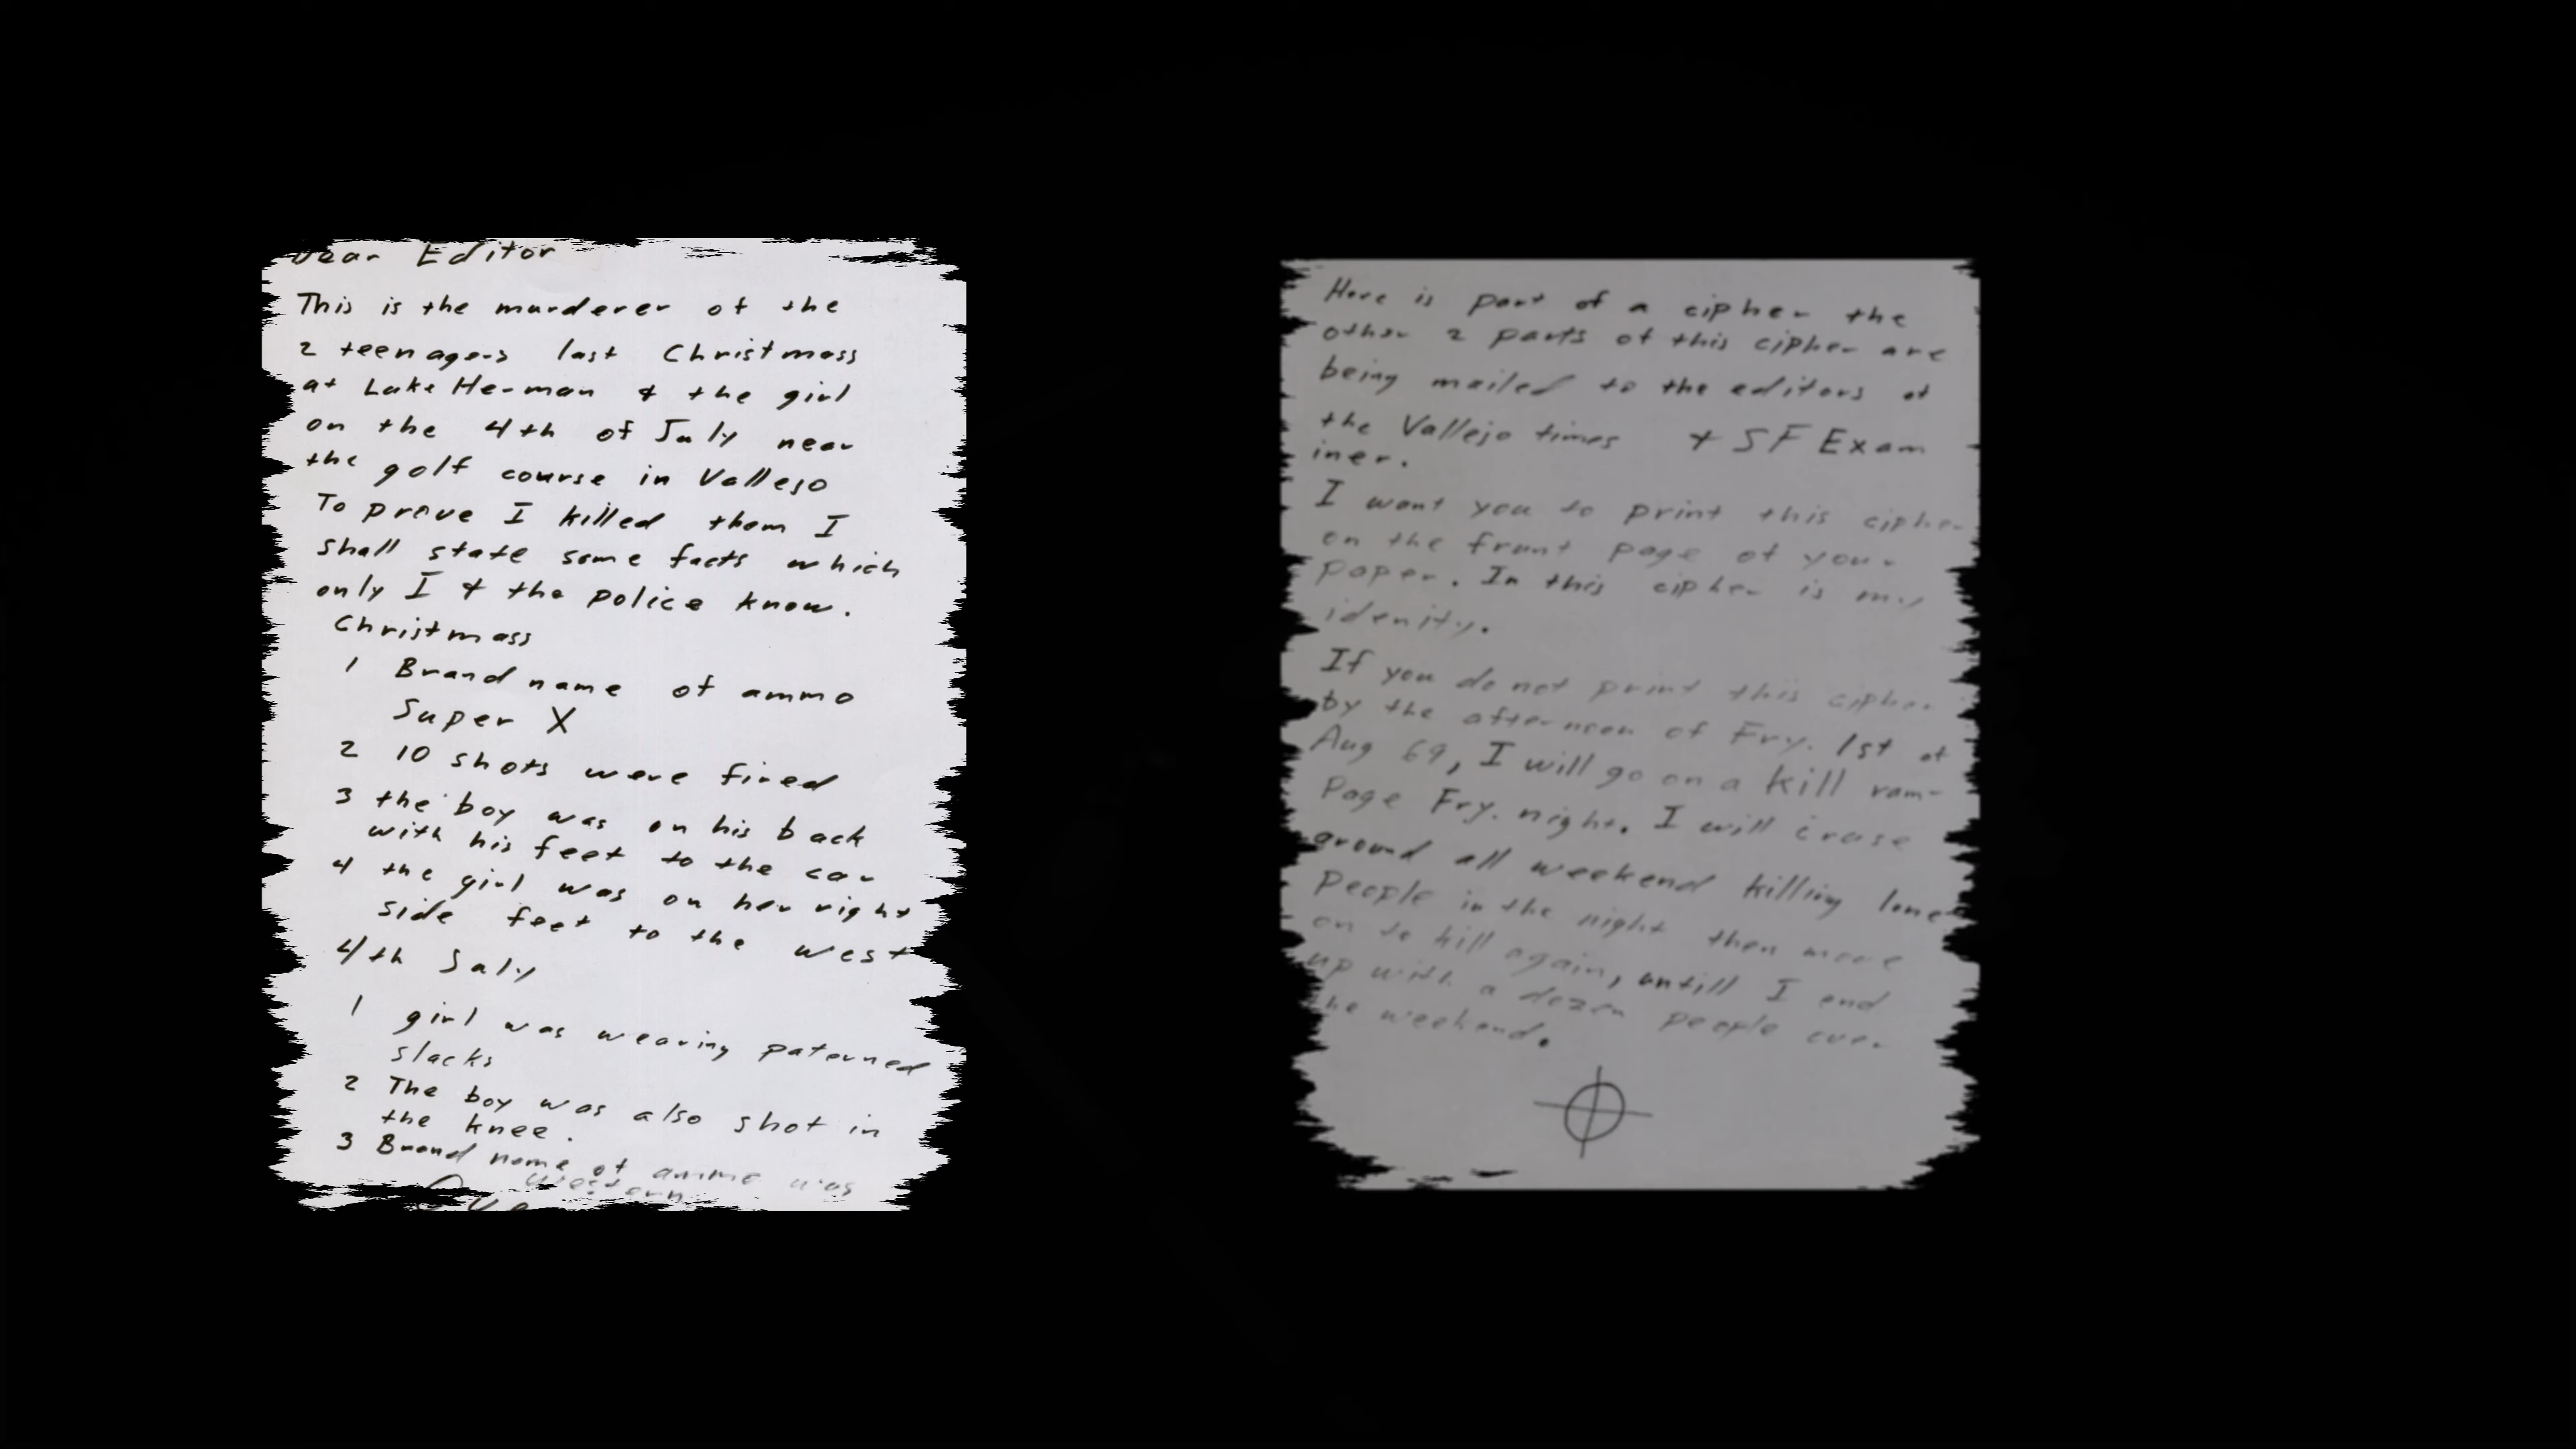 Dear Editor
This is the murderer of the
2 teenagers last Christmass
at Lake Herman & the girl
on the 4th of July near
the golf course in Vallejo
To prove I killed them I
shall state some facts which
only I & the police know.
Christmass
1 Brand name of ammo
Super X
2 10 shots were fired
3 the boy was on his back
with his feet to the car
4 the girl was on her right
side feet to the west
4th July
1 girl was wearing paterned
slacks
2 The boy was also shot in
the knee.
3 Brand name of ammo was
Western
Over
Here is part of a cipher the
other 2 parts of this cipher are
being mailed to the editors of
the Vallejo times + SF Exam
iner.
I want you to print this cipher
on the frunt page of your
paper. In this cipher is my
idenity.
If you do not print this cipher
by the afternoon of Fry. 1st of
Aug 69, I will go on a kill ram-
Page Fry. night. I will cruse
around all weekend killing lone
people in the night then move
on to kill again, untill I end
up with a dozen people over
the weekend.